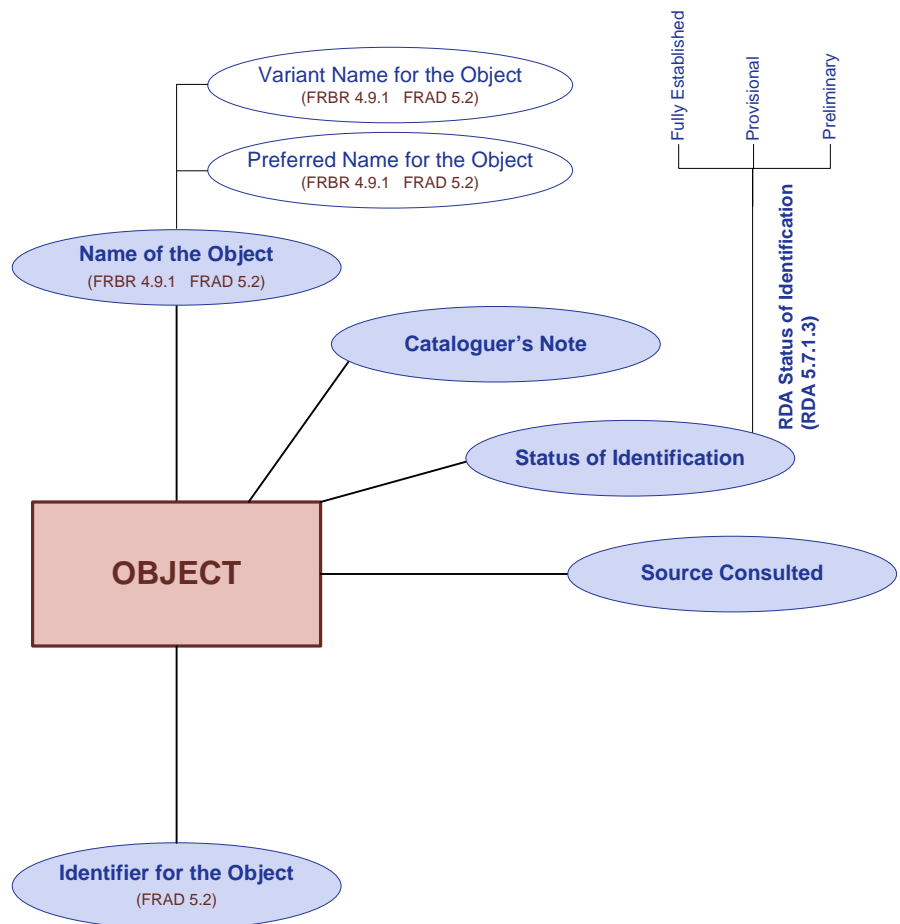 Variant Name for the Object
(FRBR 4.9.1 FRAD 5.2)
Preferred Name for the Object
(FRBR 4.9.1 FRAD 5.2)
Name of the Object
(FRBR 4.9.1 FRAD 5.2)
Fully Established
Provisional
Preliminary
RDA Status of Identification
(RDA 5.7.1.3)
Cataloguer's Note
Status of Identification
OBJECT
Source Consulted
Identifier for the Object
(FRAD 5.2)